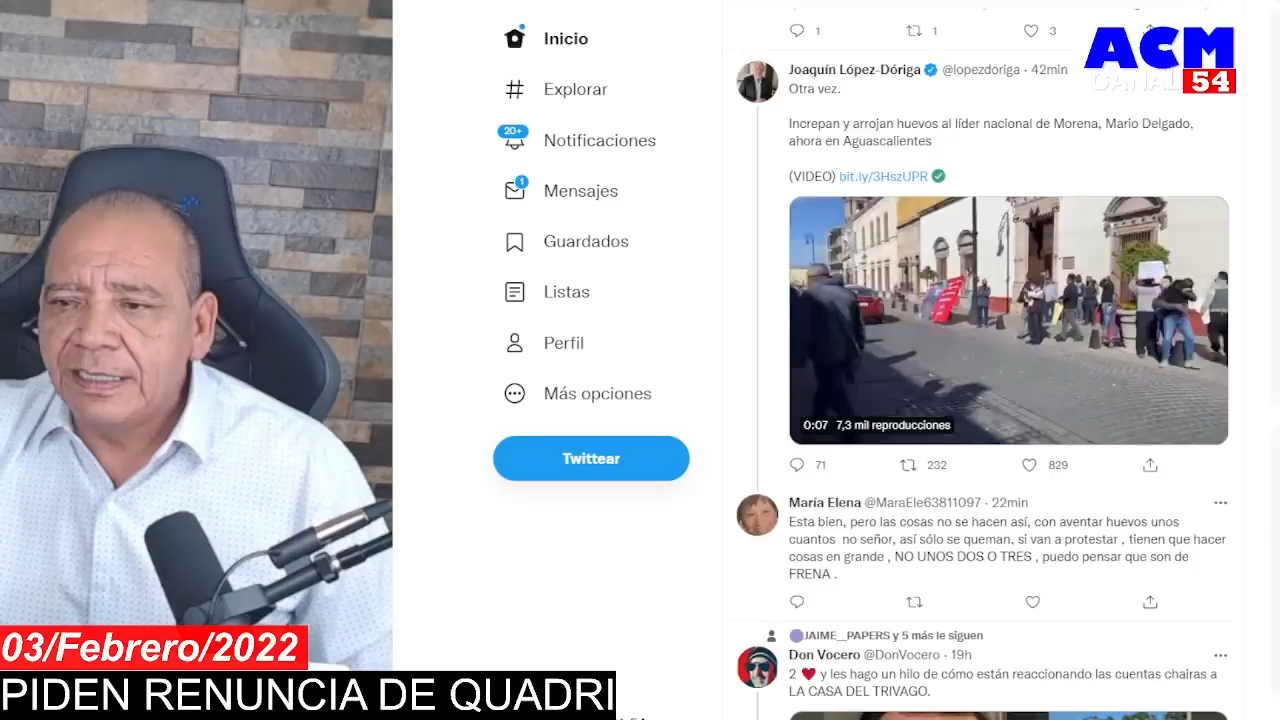 Inicio
Explorar
20+
Notificaciones
1
Mensajes
Guardados
Listas
Perfil
Más opciones
Twittear
1 1 3
Joaquín López-Dóriga @lopezdoriga · 42min
Otra vez.
Increpan y arrojan huevos al líder nacional de Morena, Mario Delgado,
ahora en Aguascalientes
(VIDEO) bit.ly/3HszUPR
0:07 7,3 mil reproducciones
71 232 829
María Elena @MaraEle63811097 · 22min
Esta bien, pero las cosas no se hacen así, con aventar huevos unos
cuantos no señor, así sólo se queman, si van a protestar , tienen que hacer
cosas en grande , NO UNOS DOS O TRES , puedo pensar que son de
FRENA .
JAIME__PAPERS y 5 más le siguen
Don Vocero @DonVocero · 19h
2 ❤️ y les hago un hilo de cómo están reaccionando las cuentas chairas a
LA CASA DEL TRIVAGO.
ACM
CANAL 54
03/Febrero/2022
PIDEN RENUNCIA DE QUADRI